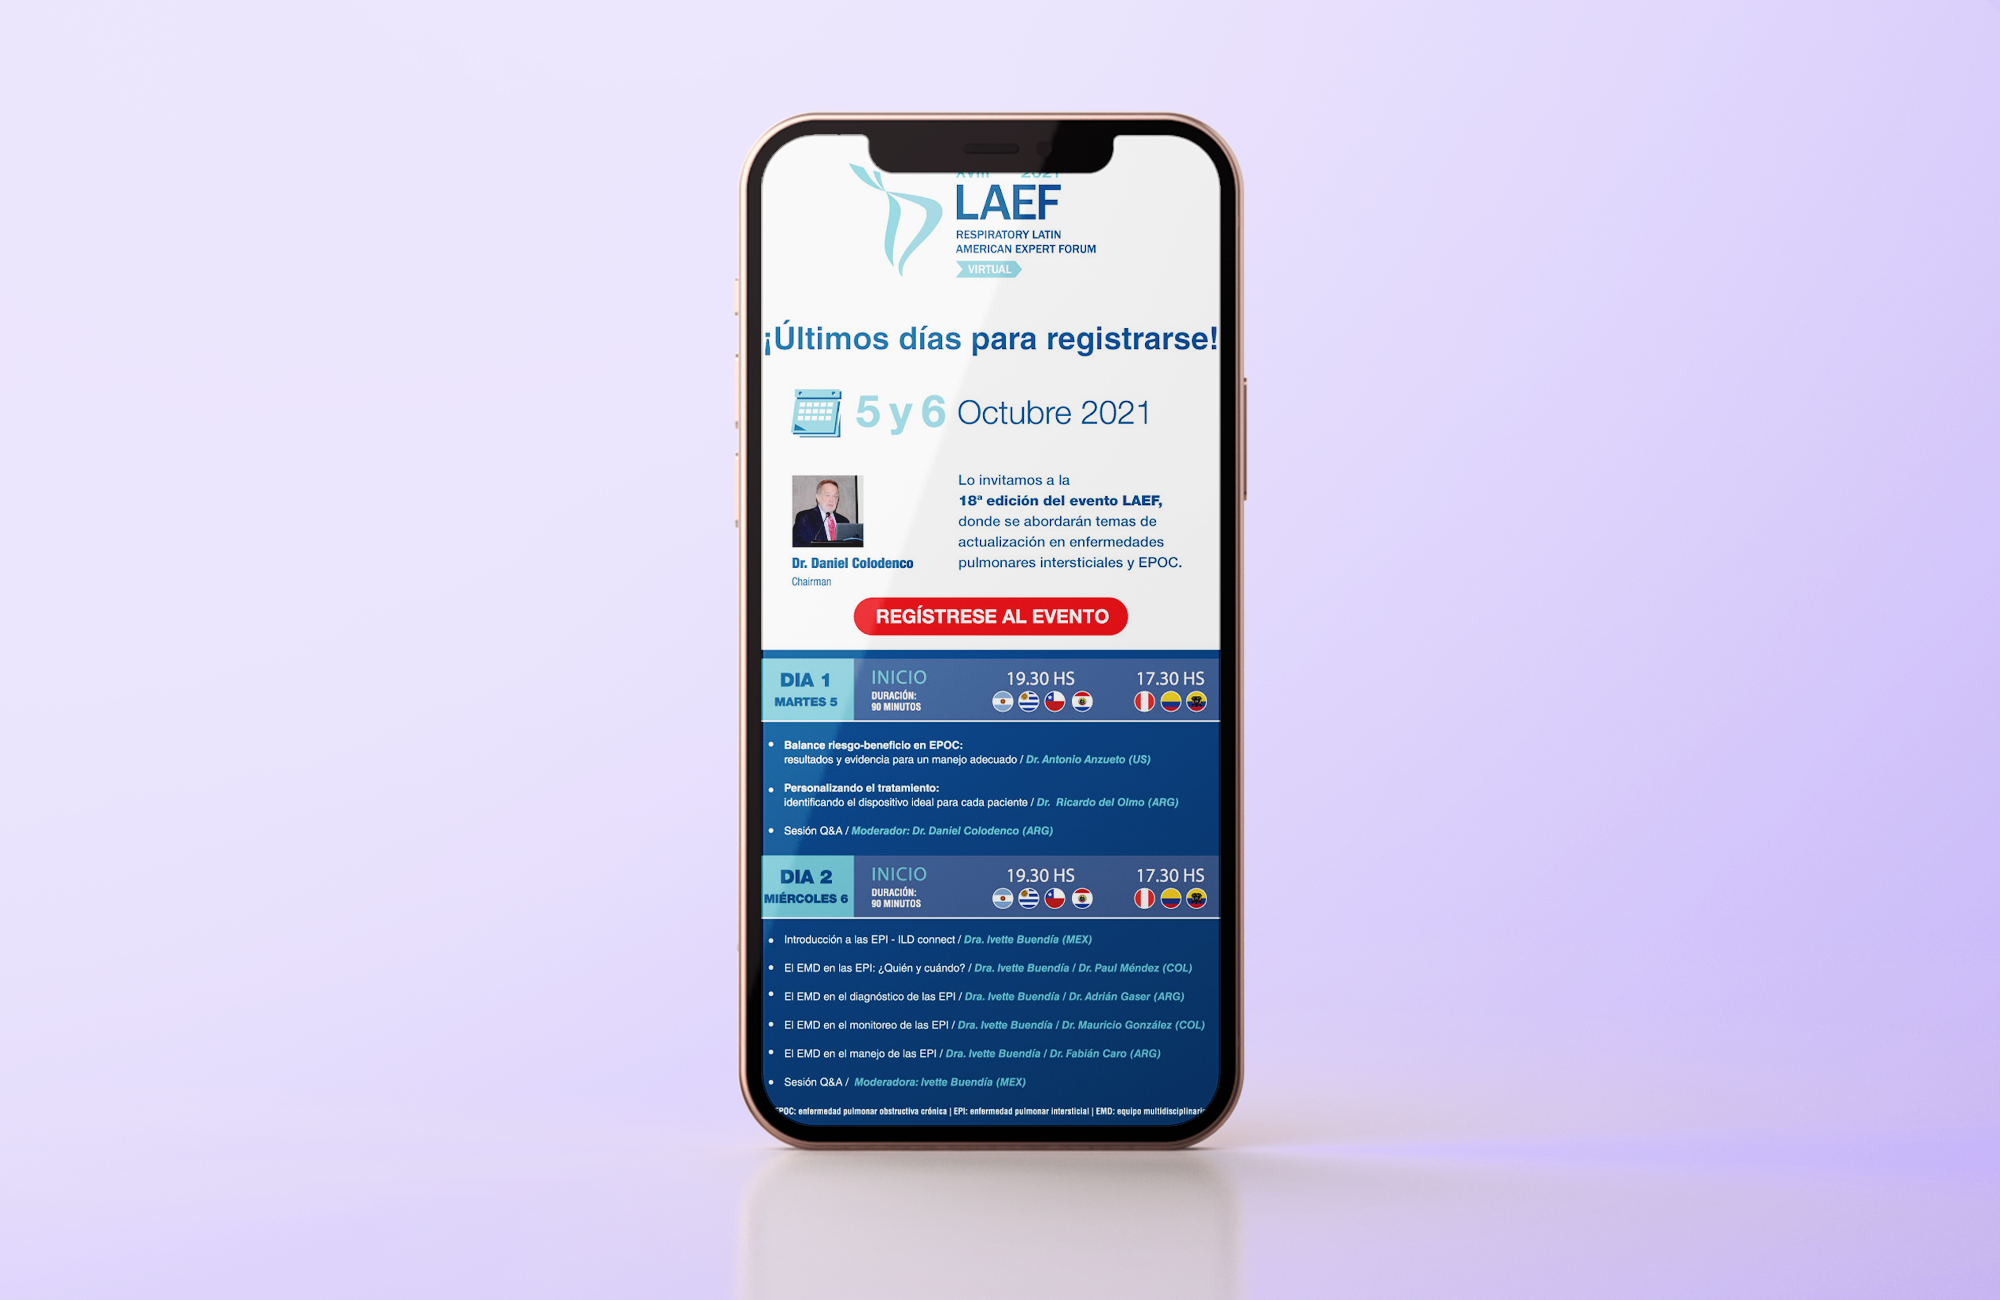 XVIII 2021
LAEF
RESPIRATORY LATIN
AMERICAN EXPERT FORUM
VIRTUAL
¡Últimos días para registrarse!
5 y 6 Octubre 2021
Lo invitamos a la
18ª edición del evento LAEF,
donde se abordarán temas de
actualización en enfermedades
pulmonares intersticiales y EPOC.
Dr. Daniel Colodenco
Chairman
REGÍSTRESE AL EVENTO
DIA 1
MARTES 5
INICIO
DURACIÓN:
90 MINUTOS
19.30 HS
17.30 HS
Balance riesgo-beneficio en EPOC:
resultados y evidencia para un manejo adecuado / Dr. Antonio Anzueto (US)
Personalizando el tratamiento:
identificando el dispositivo ideal para cada paciente / Dr. Ricardo del Olmo (ARG)
Sesión Q&A / Moderador: Dr. Daniel Colodenco (ARG)
DIA 2
MIÉRCOLES 6
INICIO
DURACIÓN:
90 MINUTOS
19.30 HS
17.30 HS
Introducción a las EPI - ILD connect / Dra. Ivette Buendía (MEX)
El EMD en las EPI: ¿Quién y cuándo? / Dra. Ivette Buendía / Dr. Paul Méndez (COL)
El EMD en el diagnóstico de las EPI / Dra. Ivette Buendía / Dr. Adrián Gaser (ARG)
El EMD en el monitoreo de las EPI / Dra. Ivette Buendía / Dr. Mauricio González (COL)
El EMD en el manejo de las EPI / Dra. Ivette Buendía / Dr. Fabián Caro (ARG)
Sesión Q&A / Moderadora: Ivette Buendía (MEX)
EPOC: enfermedad pulmonar obstructiva crónica | EPI: enfermedad pulmonar intersticial | EMD: equipo